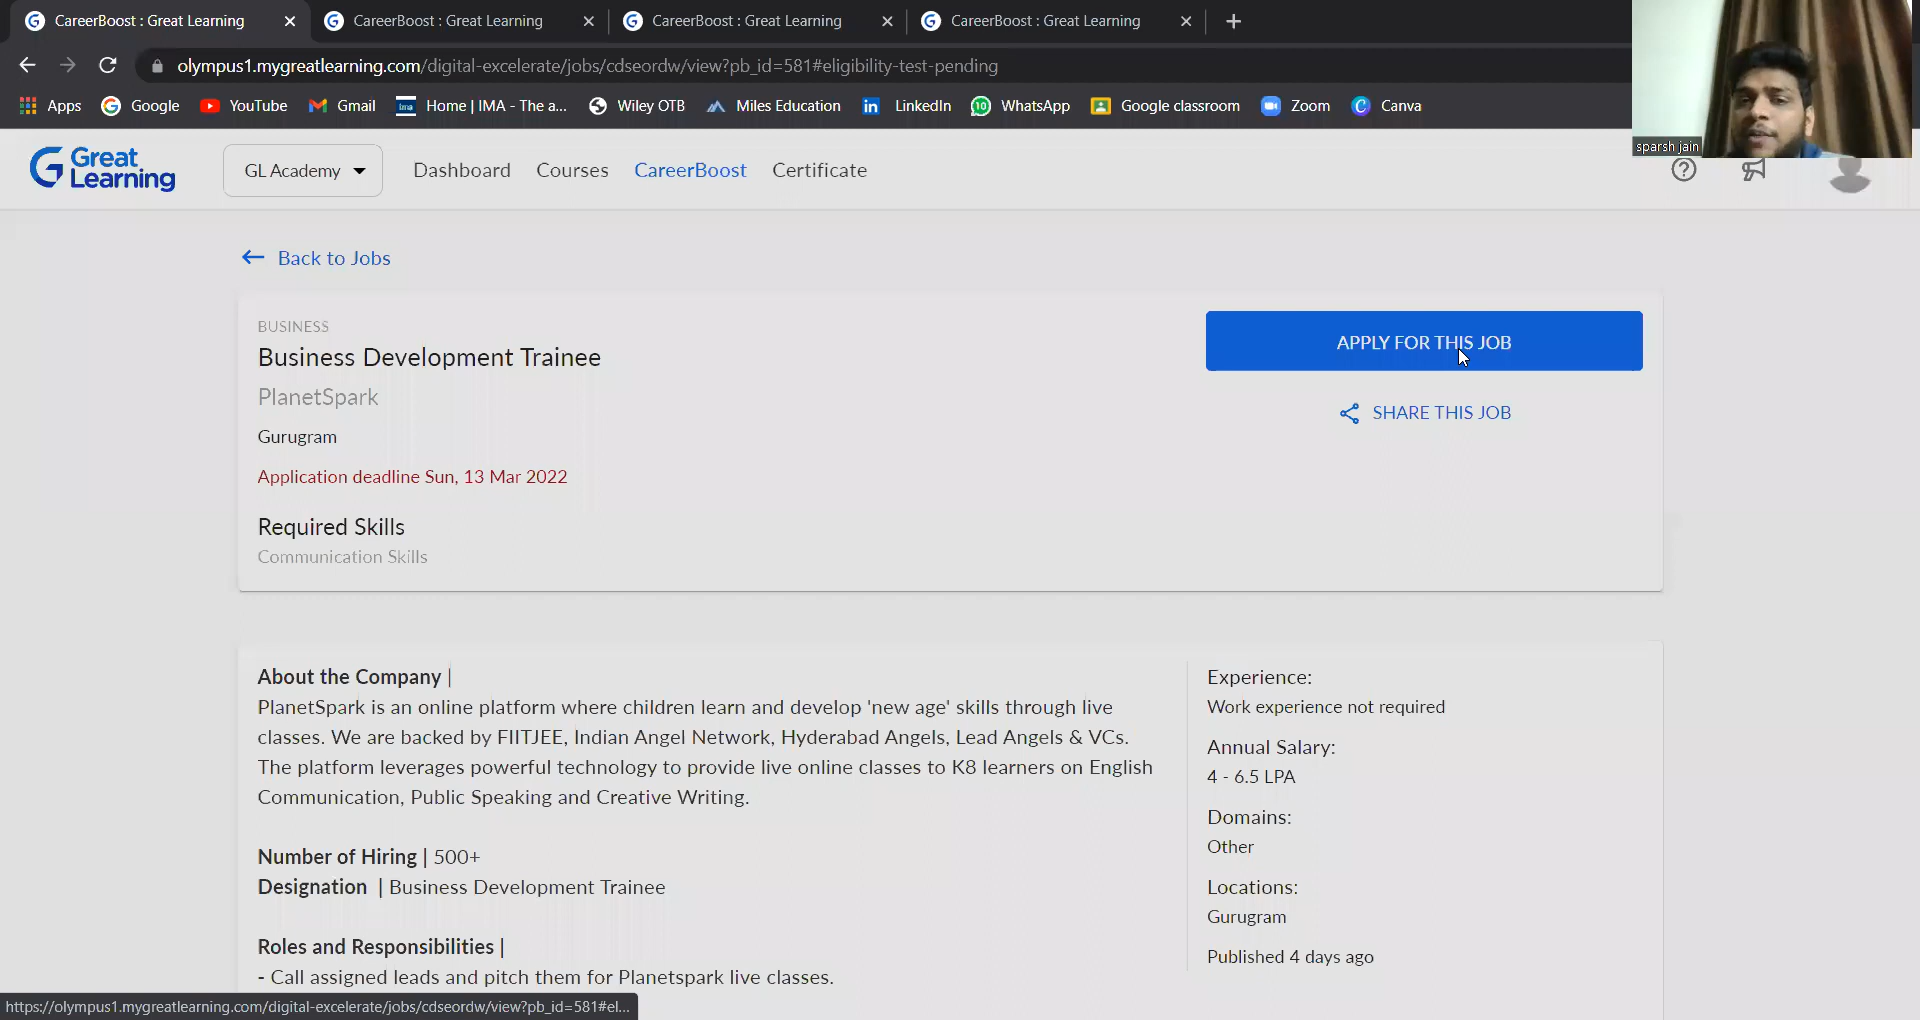 CareerBoost : Great Learning
CareerBoost : Great Learning
CareerBoost : Great Learning
CareerBoost : Great Learning
olympus1.mygreatlearning.com/digital-excelerate/jobs/cdseordw/view?pb_id=581#eligibility-test-pending
Apps Google YouTube Gmail ima Home | IMA - The a... Wiley OTB Miles Education in LinkedIn 10 WhatsApp Google classroom Zoom C Canva
sparsh jain
Great Learning
GL Academy Dashboard Courses CareerBoost Certificate
Back to Jobs
BUSINESS
Business Development Trainee
PlanetSpark
Gurugram
Application deadline Sun, 13 Mar 2022
Required Skills
Communication Skills
APPLY FOR THIS JOB
SHARE THIS JOB
About the Company |
PlanetSpark is an online platform where children learn and develop 'new age' skills through live
classes. We are backed by FIITJEE, Indian Angel Network, Hyderabad Angels, Lead Angels & VCs.
The platform leverages powerful technology to provide live online classes to K8 learners on English
Communication, Public Speaking and Creative Writing.
Number of Hiring | 500+
Designation | Business Development Trainee
Roles and Responsibilities |
- Call assigned leads and pitch them for Planetspark live classes.
Experience:
Work experience not required
Annual Salary:
4 - 6.5 LPA
Domains:
Other
Locations:
Gurugram
Published 4 days ago
https://olympus1.mygreatlearning.com/digital-excelerate/jobs/cdseordw/view?pb_id=581#el...